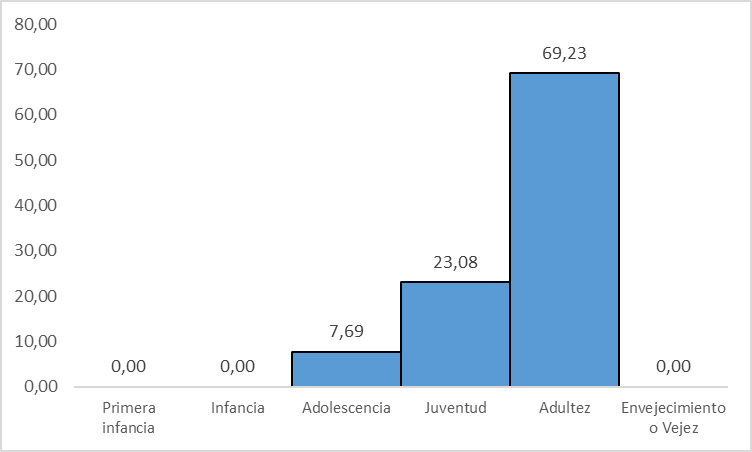 80,00
70,00
60,00
50,00
40,00
30,00
20,00
10,00
0,00
0,00
0,00
7,69
23,08
69,23
0,00
Primera
infancia
Infancia
Adolescencia
Juventud
Adultez
Envejecimiento
o Vejez